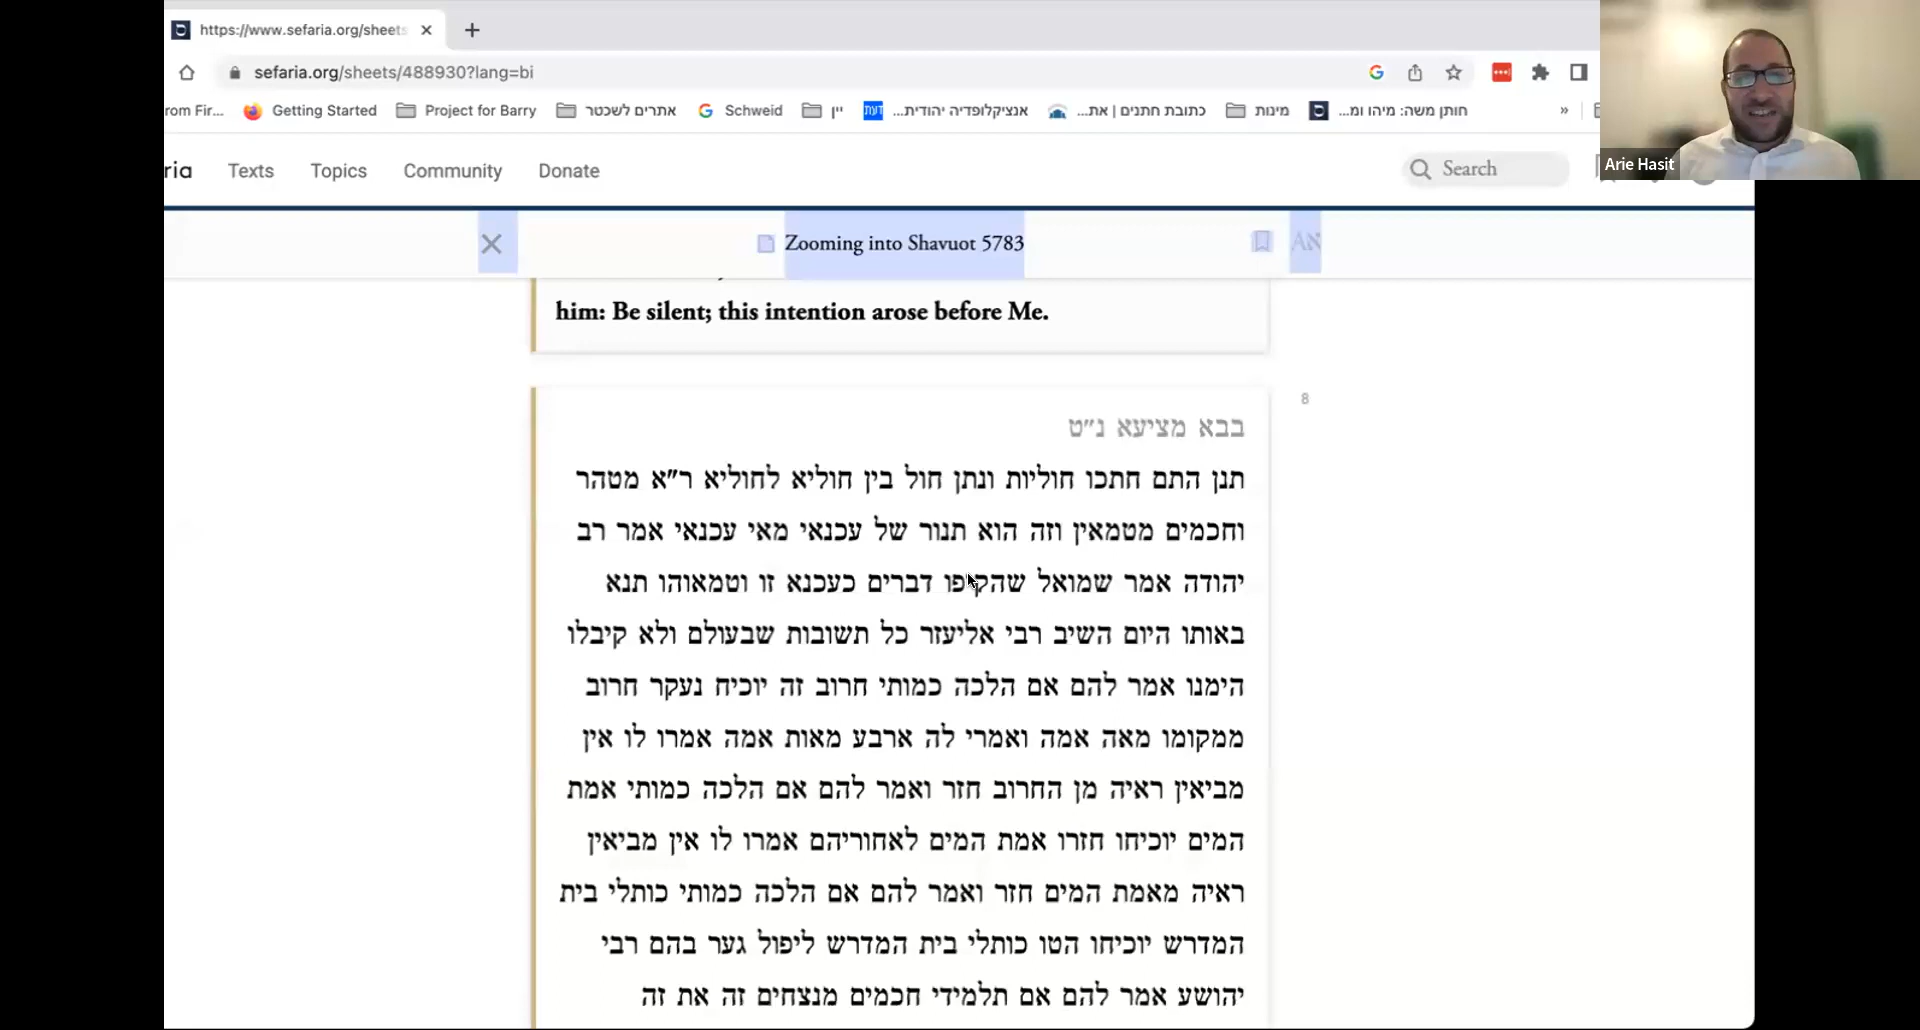 https://www.sefaria.org/sheets
sefaria.org/sheets/488930?lang=bi
rom Fir... Getting Started Project for Barry אתרים לשכטר Schweid יין דעת אנציקלופדיה יהודית... כתובת חתנים | את... מינות חותן משה: מיהו ומ... »
ria Texts Topics Community Donate Search
Arie Hasit
Zooming into Shavuot 5783 אA
him: Be silent; this intention arose before Me.
8
בבא מציעא נ״ט
תנן התם חתכו חוליות ונתן חול בין חוליא לחוליא ר"א מטהר
וחכמים מטמאין וזה הוא תנור של עכנאי מאי עכנאי אמר רב
יהודה אמר שמואל שהקיפו דברים כעכנא זו וטמאוהו תנא
באותו היום השיב רבי אליעזר כל תשובות שבעולם ולא קיבלו
הימנו אמר להם אם הלכה כמותי חרוב זה יוכיח נעקר חרוב
ממקומו מאה אמה ואמרי לה ארבע מאות אמה אמרו לו אין
מביאין ראיה מן החרוב חזר ואמר להם אם הלכה כמותי אמת
המים יוכיחו חזרו אמת המים לאחוריהם אמרו לו אין מביאין
ראיה מאמת המים חזר ואמר להם אם הלכה כמותי כותלי בית
המדרש יוכיחו הטו כותלי בית המדרש ליפול גער בהם רבי
יהושע אמר להם אם תלמידי חכמים מנצחים זה את זה